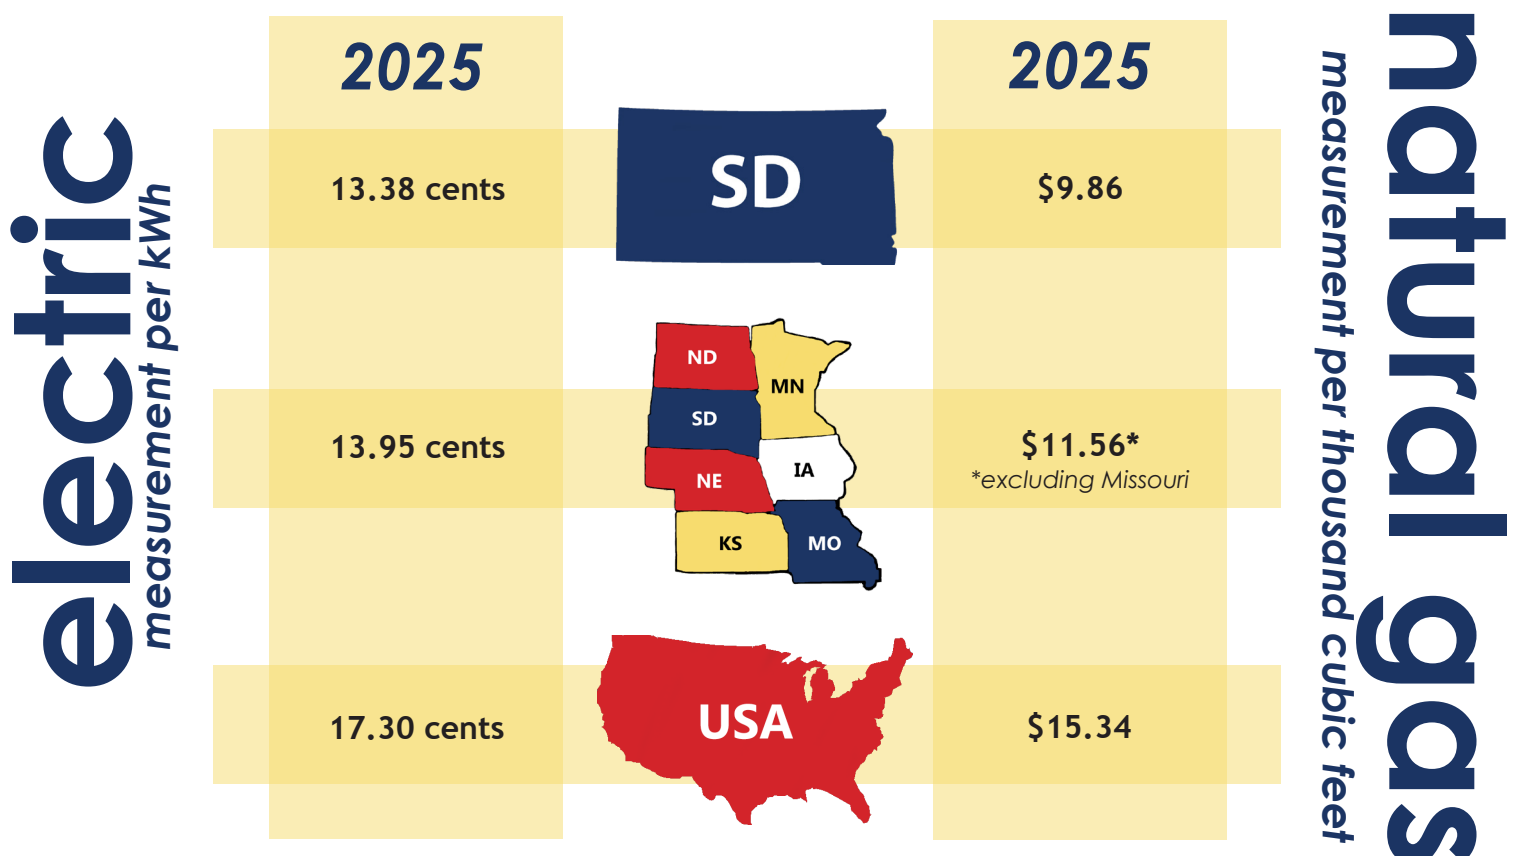 electric
measurement per kWh
2025
13.38 cents
13.95 cents
17.30 cents
SD
ND
MN
SD
IA
NE
KS
MO
USA
2025
$9.86
$11.56*
*excluding Missouri
$15.34
natural gas
measurement per thousand cubic feet